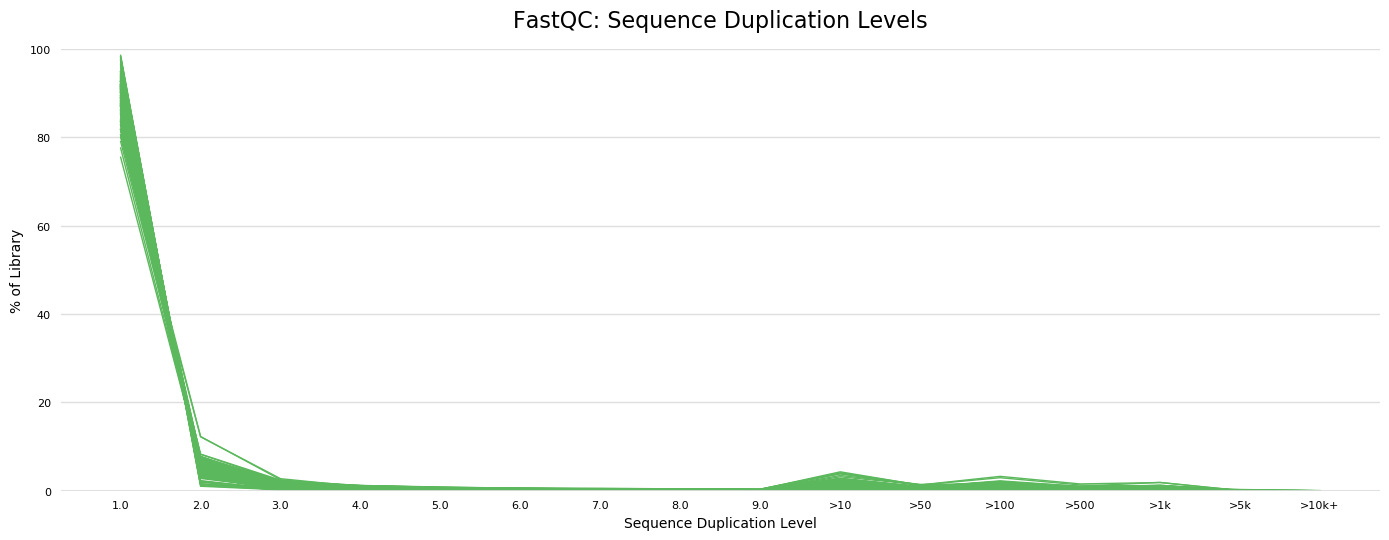 FastQC: Sequence Duplication Levels
100
80
60
40
20
0
% of Library
1.0 2.0 3.0 4.0 5.0 6.0 7.0 8.0 9.0 >10 >50 >100 >500 >1k >5k >10k+
Sequence Duplication Level